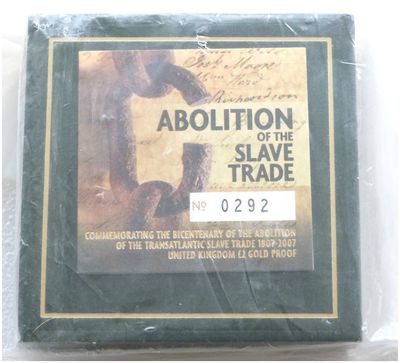 ABOLITION
OF THE
SLAVE
TRADE
Nº 0292
COMMEMORATING THE BICENTENARY OF THE ABOLITION
OF THE TRANSATLANTIC SLAVE TRADE 1807-2007
UNITED KINGDOM £2 GOLD PROOF